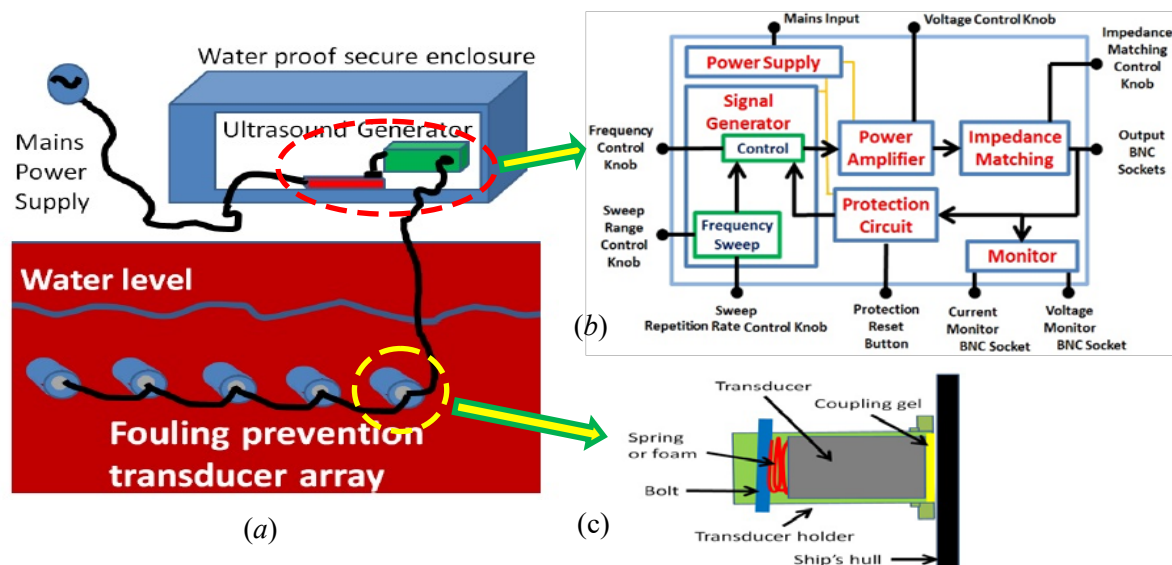 Water proof secure enclosure
Ultrasound Generator
Mains
Power
Supply
Water level
Fouling prevention
transducer array
(a)
Mains Input
Voltage Control Knob
Impedance
Matching
Control
Knob
Power Supply
Signal
Generator
Frequency
Control
Knob
Control
Power
Amplifier
Impedance
Matching
Output
BNC
Sockets
Sweep
Range
Control
Knob
Frequency
Sweep
Protection
Circuit
Monitor
(b)
Sweep
Repetition Rate Control Knob
Protection
Reset
Button
Current
Monitor
BNC Socket
Voltage
Monitor
BNC Socket
Transducer
Coupling gel
Spring
or foam
Bolt
(c)
Transducer holder
Ship's hull